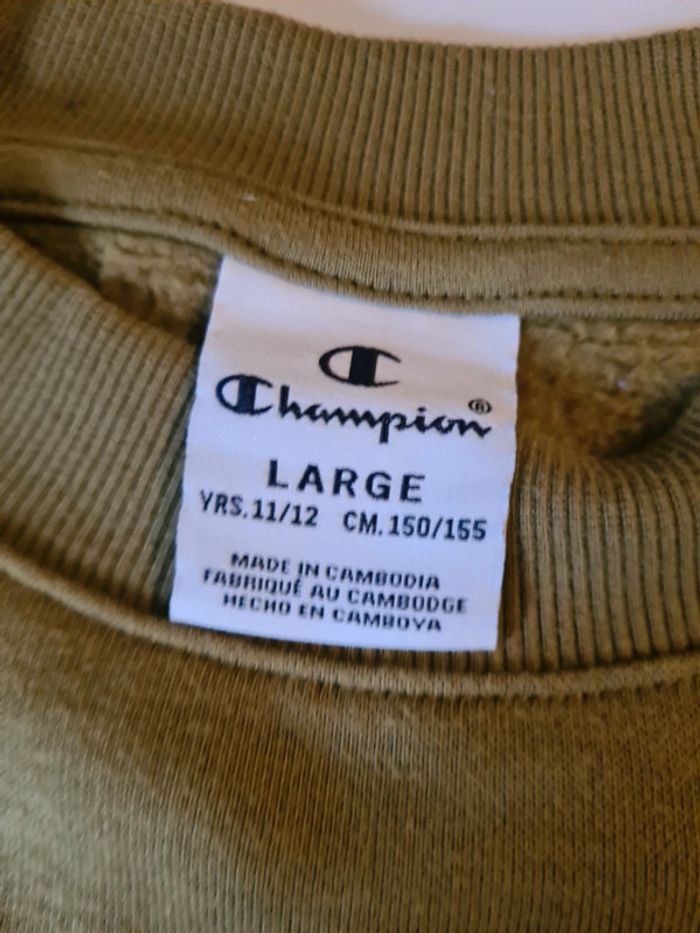 Champion®
LARGE
YRS. 11/12 CM. 150/155
MADE IN CAMBODIA
FABRIQUÉ AU CAMBODGE
HECHO EN CAMBOYA